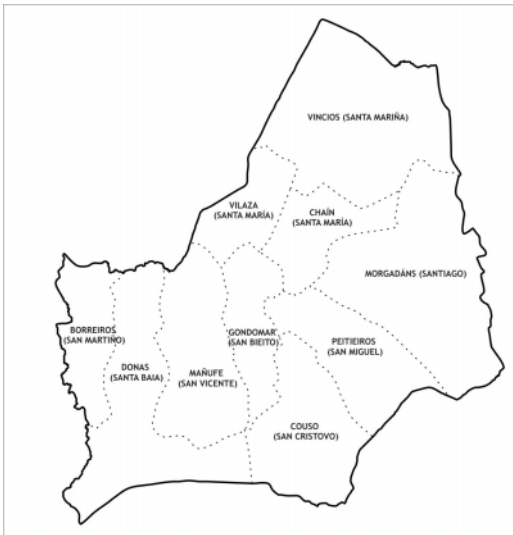 VINCIOS (SANTA MARIÑA)
VILAZA
(SANTA MARÍA)
CHAÍN
(SANTA MARÍA)
MORGADÁNS (SANTIAGO)
BORREIROS
(SAN MARTIÑO)
GONDOMAR
(SAN BIEITO)
PEITIEIROS
(SAN MIGUEL)
DONAS
(SANTA BAIA)
MAÑUFE
(SAN VICENTE)
COUSO
(SAN CRISTOVO)